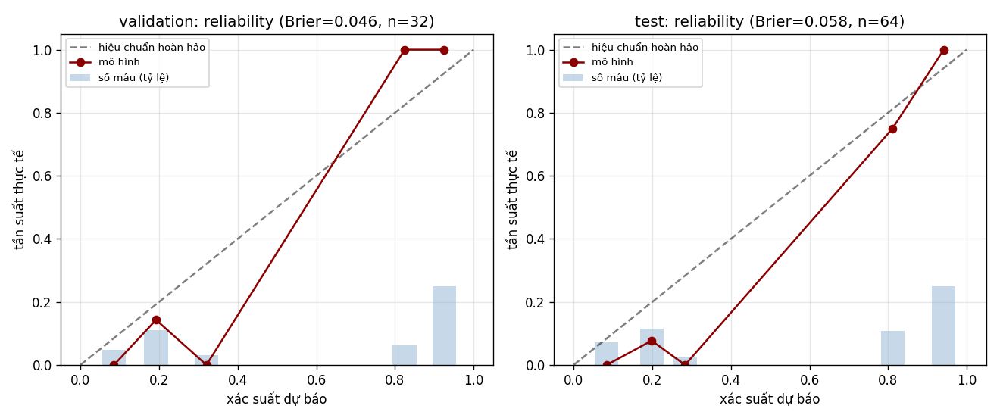 validation: reliability (Brier=0.046, n=32)
hiệu chuẩn hoàn hảo
mô hình
số mẫu (tỷ lệ)
1.0
0.8
0.6
0.4
0.2
0.0
tần suất thực tế
0.0 0.2 0.4 0.6 0.8 1.0
xác suất dự báo
test: reliability (Brier=0.058, n=64)
hiệu chuẩn hoàn hảo
mô hình
số mẫu (tỷ lệ)
1.0
0.8
0.6
0.4
0.2
0.0
tần suất thực tế
0.0 0.2 0.4 0.6 0.8 1.0
xác suất dự báo